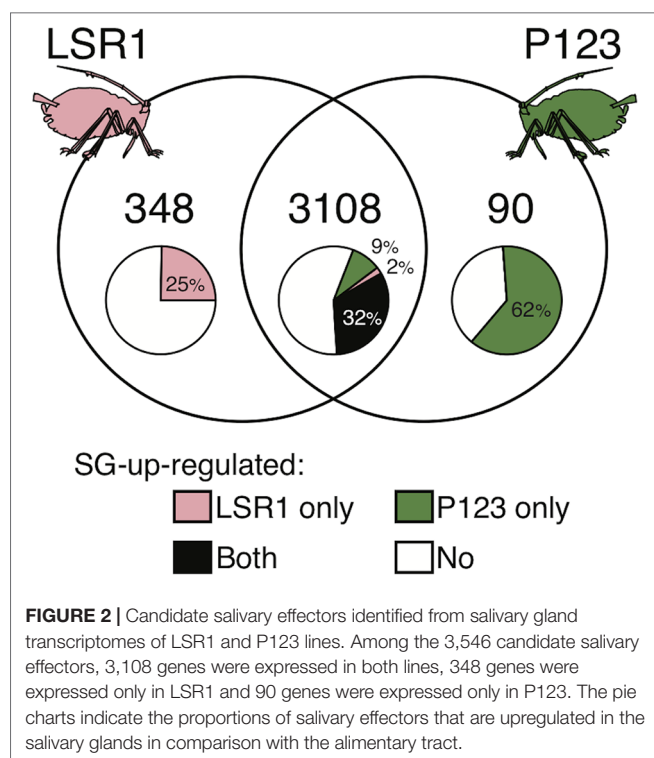 LSR1 P123
348 3108 90
9%
2%
25%
32%
62%
SG-up-regulated:
LSR1 only P123 only
Both No
FIGURE 2 | Candidate salivary effectors identified from salivary gland
transcriptomes of LSR1 and P123 lines. Among the 3,546 candidate salivary
effectors, 3,108 genes were expressed in both lines, 348 genes were
expressed only in LSR1 and 90 genes were expressed only in P123. The pie
charts indicate the proportions of salivary effectors that are upregulated in the
salivary glands in comparison with the alimentary tract.